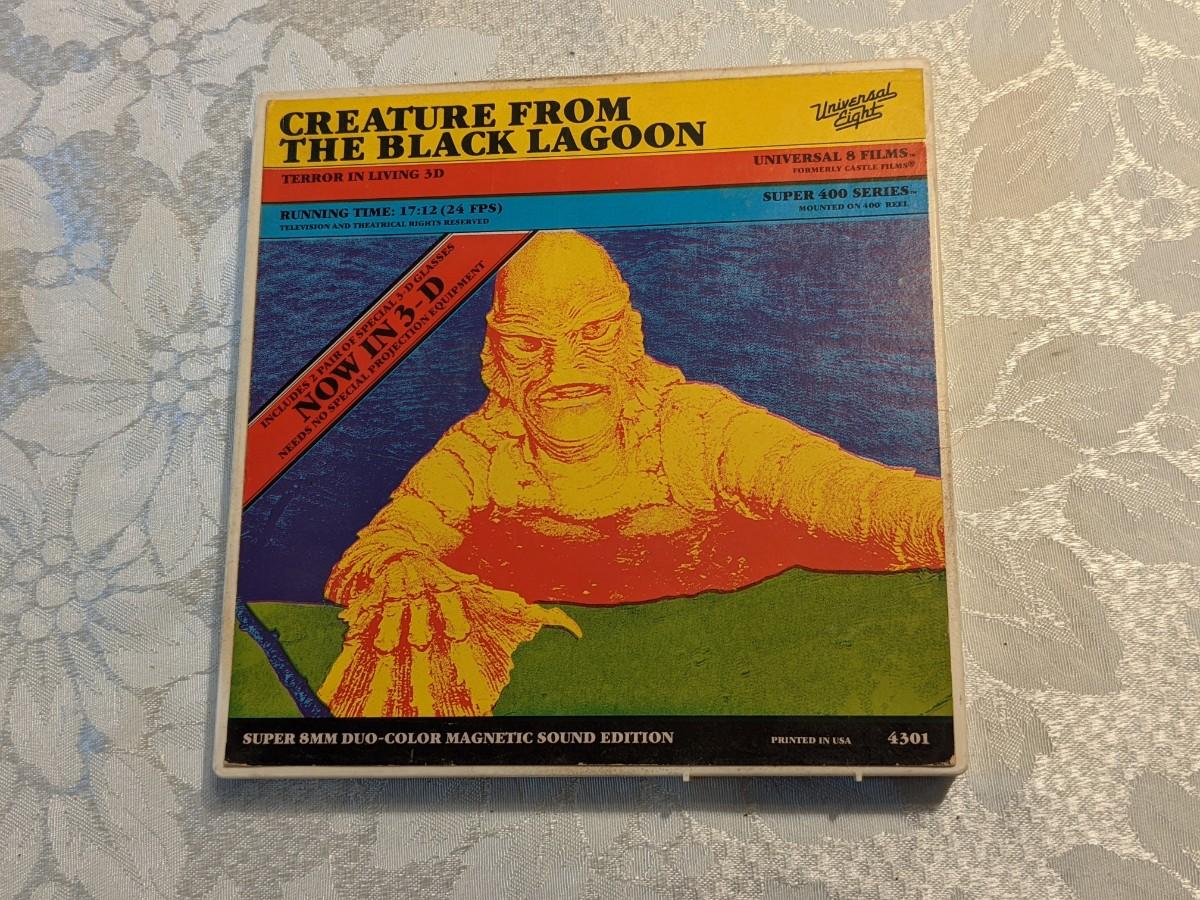 CREATURE FROM
THE BLACK LAGOON
Universal
Eight
TERROR IN LIVING 3D
UNIVERSAL 8 FILMS™
FORMERLY CASTLE FILMS®
RUNNING TIME: 17:12 (24 FPS)
TELEVISION AND THEATRICAL RIGHTS RESERVED
SUPER 400 SERIES™
MOUNTED ON 400' REEL
INCLUDES 2 PAIR OF SPECIAL 3-D GLASSES
NOW IN 3-D
NEEDS NO SPECIAL PROJECTION EQUIPMENT
SUPER 8MM DUO-COLOR MAGNETIC SOUND EDITION
PRINTED IN USA
4301